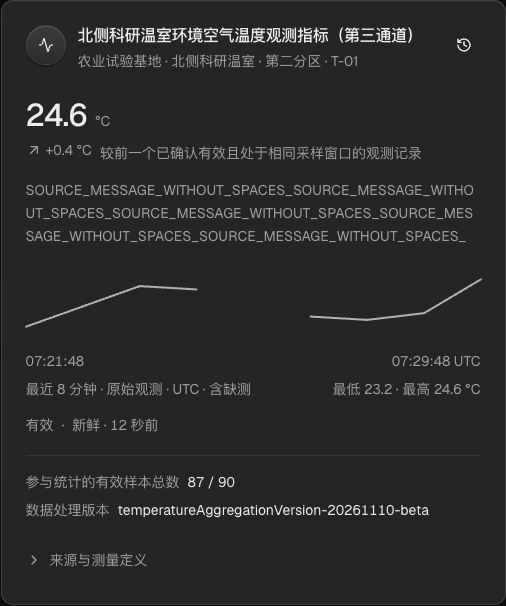 北侧科研温室环境空气温度观测指标（第三通道）
农业试验基地 · 北侧科研温室 · 第二分区 · T-01
24.6 °C
+0.4 °C 较前一个已确认有效且处于相同采样窗口的观测记录
SOURCE_MESSAGE_WITHOUT_SPACES_SOURCE_MESSAGE_WITHO
UT_SPACES_SOURCE_MESSAGE_WITHOUT_SPACES_SOURCE_MES
SAGE_WITHOUT_SPACES_SOURCE_MESSAGE_WITHOUT_SPACES_
07:21:48 07:29:48 UTC
最近 8 分钟 · 原始观测 · UTC · 含缺测 最低 23.2 · 最高 24.6 °C
有效 · 新鲜 · 12 秒前
参与统计的有效样本总数 87 / 90
数据处理版本 temperatureAggregationVersion-20261110-beta
来源与测量定义